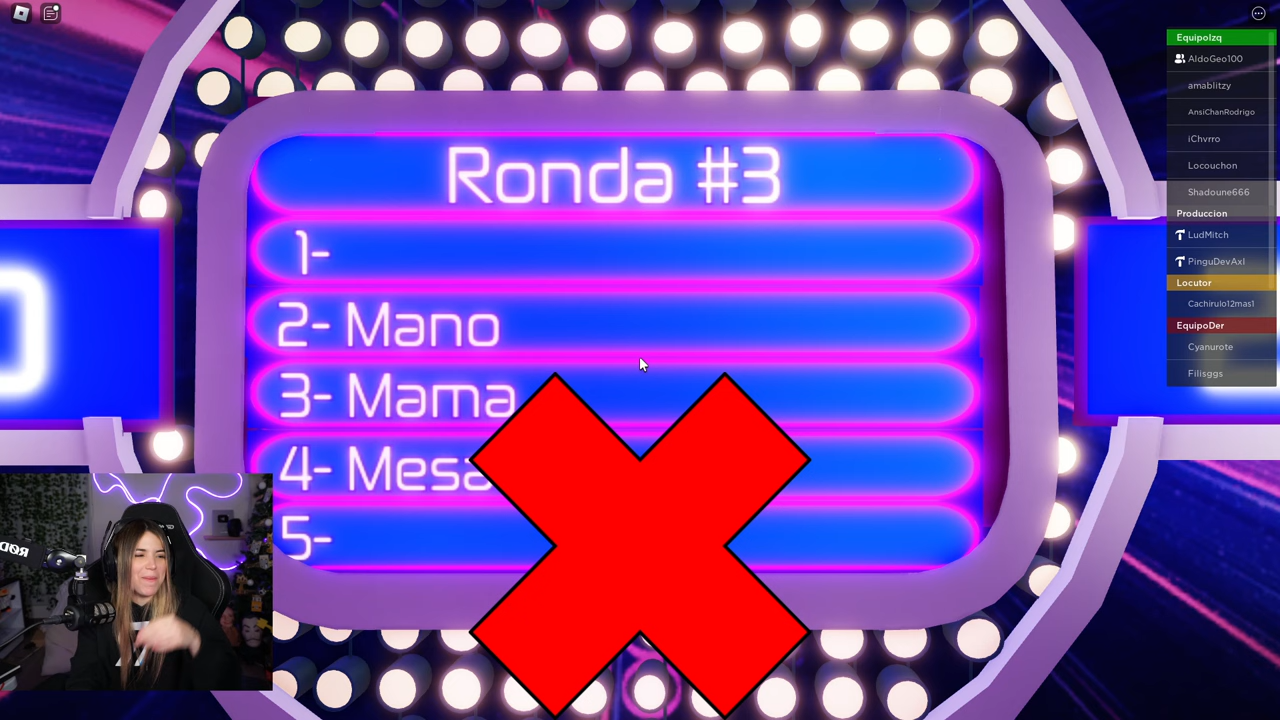 Ronda #3
1-
2- Mano
3- Mama
4- Mesa
5-
EquipoIzq
AldoGeo100
amablitzy
AnsiChanRodrigo
iChvrro
Locouchon
Shadoune666
Produccion
LudMitch
PinguDevAxl
Locutor
Cachirulo12mas1
EquipoDer
Cyanurote
Filisggs
RØDE